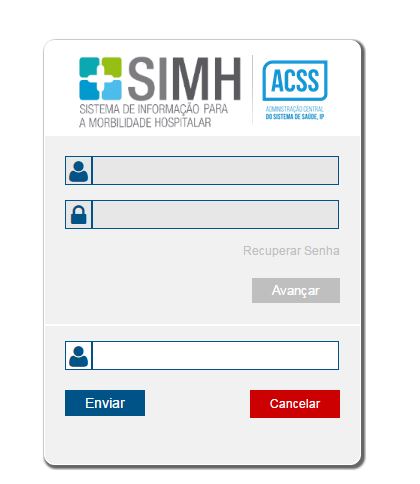 SIMH
SISTEMA DE INFORMAÇÃO PARA
A MORBILIDADE HOSPITALAR
ACSS
ADMINISTRAÇÃO CENTRAL
DO SISTEMA DE SAÚDE, IP
Recuperar Senha
Avançar
Enviar
Cancelar